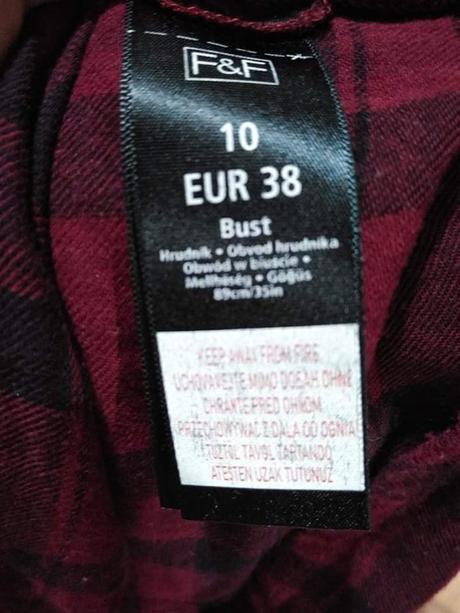 F&F
10
EUR 38
Bust
Hrudník • Obvod hrudníka
Obwód w biuście •
Mellbőség • Göğüs
89cm/35in
KEEP AWAY FROM FIRE
UCHOVÁVEJTE MIMO DOSAH OHNĚ
CHRÁŇTE PRED OHŇOM
PRZECHOWYWAĆ Z DALA OD OGNIA
TŰZTŐL TÁVOL TARTANDÓ
ATEŞTEN UZAK TUTUNUZ